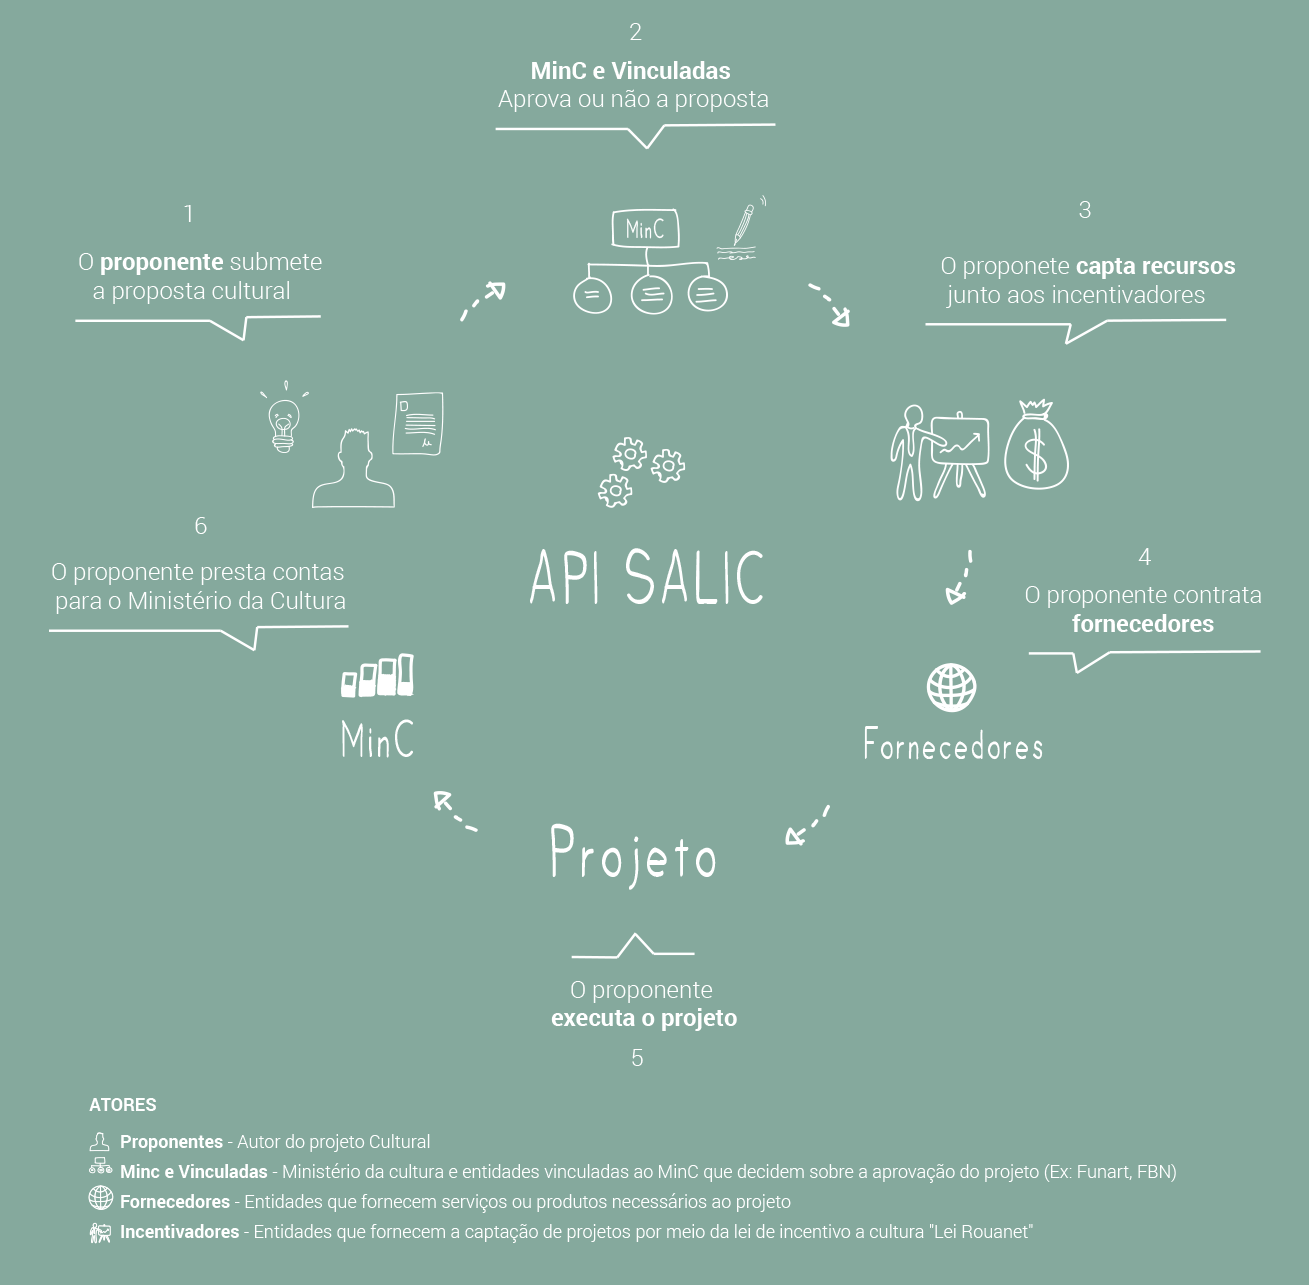 2
MinC e Vinculadas
Aprova ou não a proposta
1
O proponente submete
a proposta cultural
MinC
3
O proponete capta recursos
junto aos incentivadores
$
API SALIC
6
O proponente presta contas
para o Ministério da Cultura
MinC
4
O proponente contrata
fornecedores
Fornecedores
Projeto
O proponente
executa o projeto
5
ATORES
Proponentes - Autor do projeto Cultural
Minc e Vinculadas - Ministério da cultura e entidades vinculadas ao MinC que decidem sobre a aprovação do projeto (Ex: Funart, FBN)
Fornecedores - Entidades que fornecem serviços ou produtos necessários ao projeto
Incentivadores - Entidades que fornecem a captação de projetos por meio da lei de incentivo a cultura "Lei Rouanet"